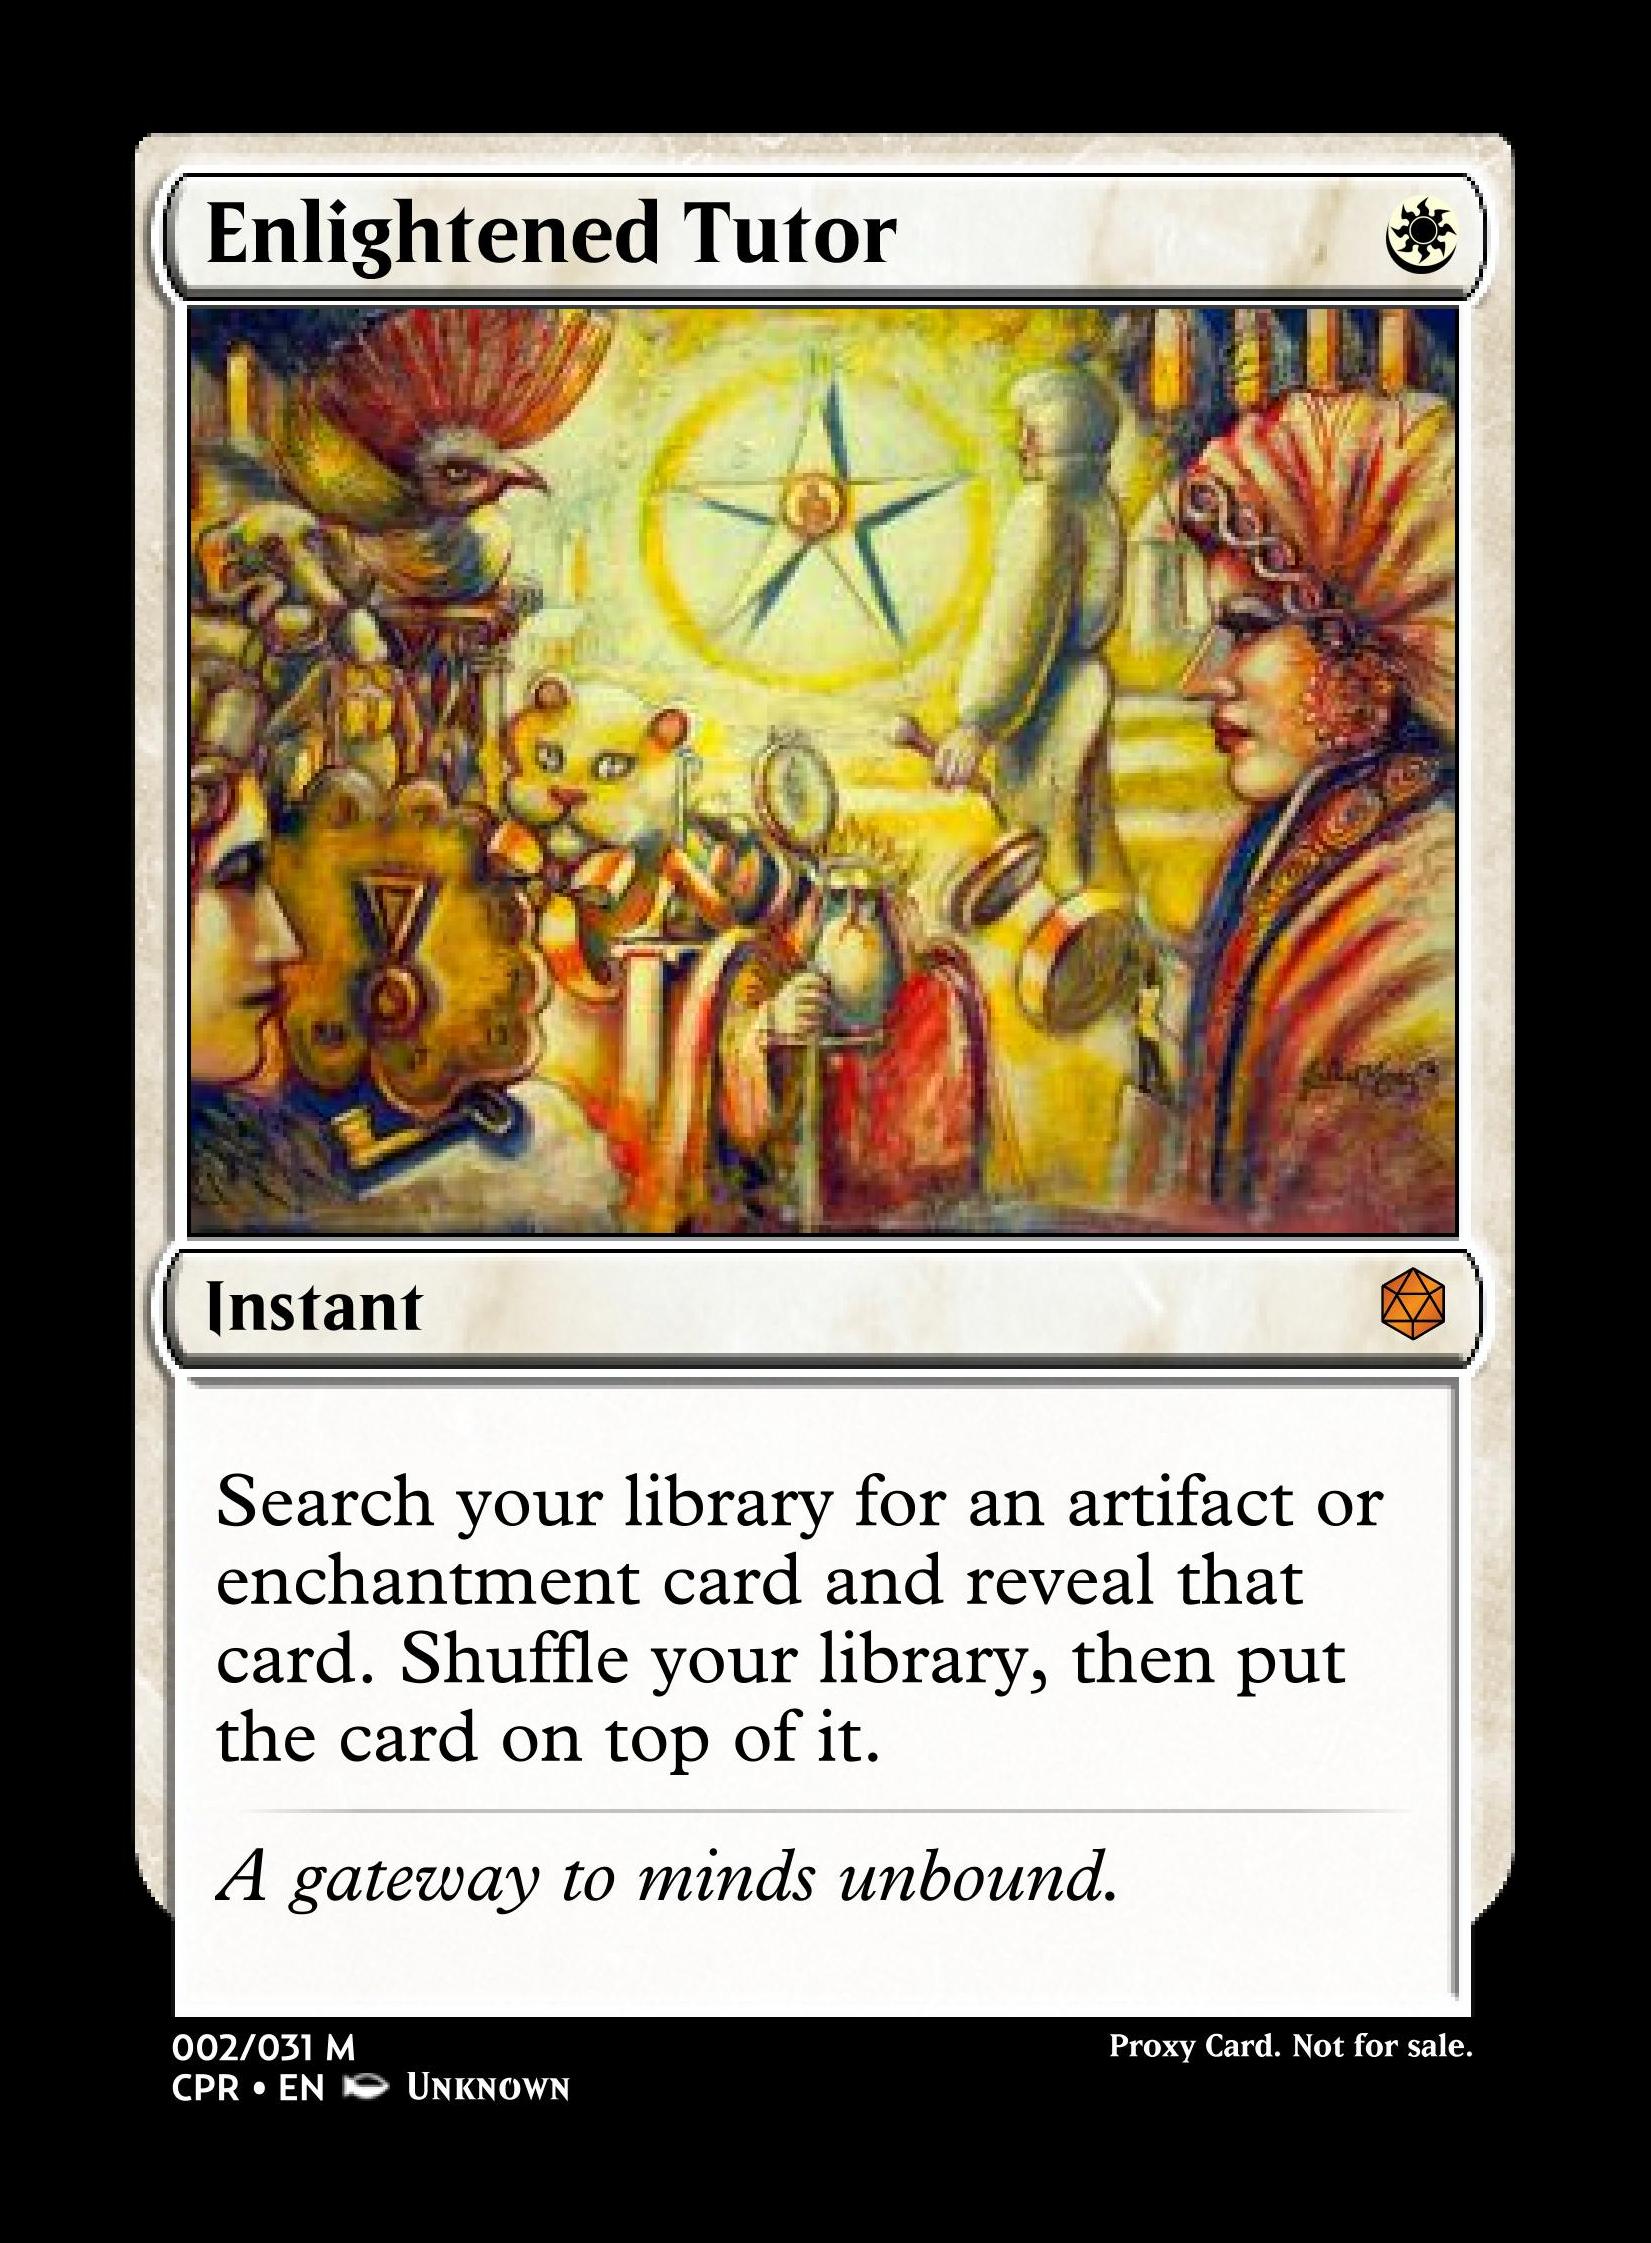 Enlightened Tutor
Instant
Search your library for an artifact or
enchantment card and reveal that
card. Shuffle your library, then put
the card on top of it.
A gateway to minds unbound.
002/031 M
Proxy Card. Not for sale.
CPR • EN Unknown